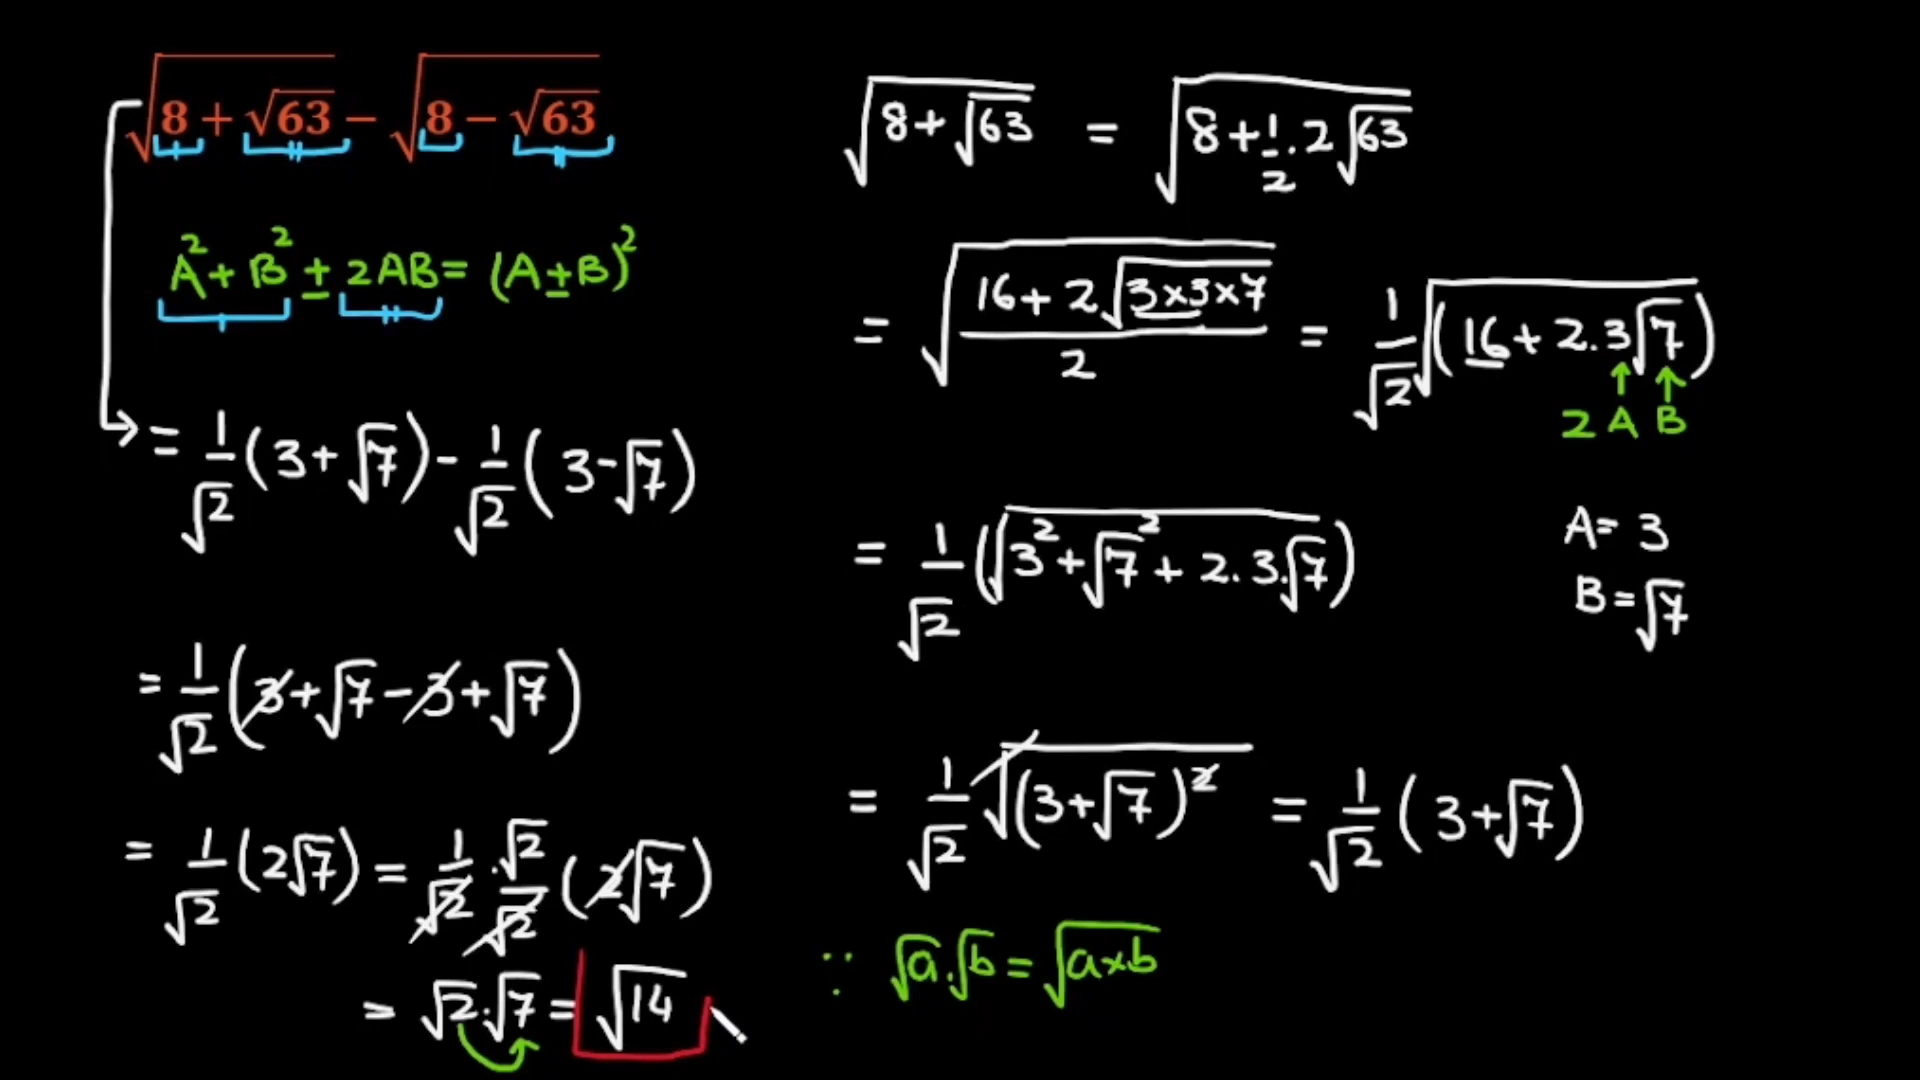 √(8 + √63) − √(8 − √63)
A² + B² ± 2AB = (A ± B)²
= 1/√2 (3 + √7) - 1/√2 (3 - √7)
= 1/√2 (3 + √7 - 3 + √7)
= 1/√2 (2√7) = 1/√2 · √2/√2 (2√7)
= √2 · √7 = √14
√(8 + √63) = √(8 + 1/2 · 2√63)
= √((16 + 2√(3×3×7))/2) = 1/√2 √(16 + 2.3√7)
2 A B
A = 3
B = √7
= 1/√2 (√(3² + √7² + 2.3.√7))
= 1/√2 √((3 + √7)²) = 1/√2 (3 + √7)
∵ √a . √b = √(a×b)